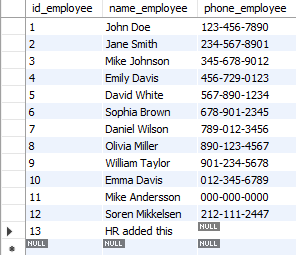 id_employee name_employee phone_employee
1 John Doe 123-456-7890
2 Jane Smith 234-567-8901
3 Mike Johnson 345-678-9012
4 Emily Davis 456-729-0123
5 David White 567-890-1234
6 Sophia Brown 678-901-2345
7 Daniel Wilson 789-012-3456
8 Olivia Miller 890-123-4567
9 William Taylor 901-234-5678
10 Emma Davis 012-345-6789
11 Mike Andersson 000-000-0000
12 Soren Mikkelsen 212-111-2447
13 HR added this NULL
NULL NULL NULL